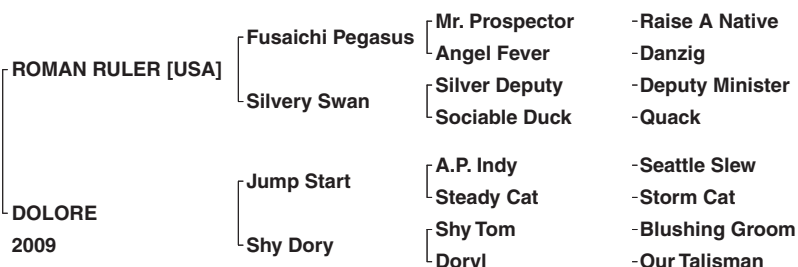 Mr. Prospector -Raise A Native
Fusaichi Pegasus
Angel Fever -Danzig
ROMAN RULER [USA]
Silver Deputy -Deputy Minister
Silvery Swan
Sociable Duck -Quack
A.P. Indy -Seattle Slew
Jump Start
Steady Cat -Storm Cat
DOLORE
Shy Tom -Blushing Groom
2009 Shy Dory
Doryl -Our Talisman